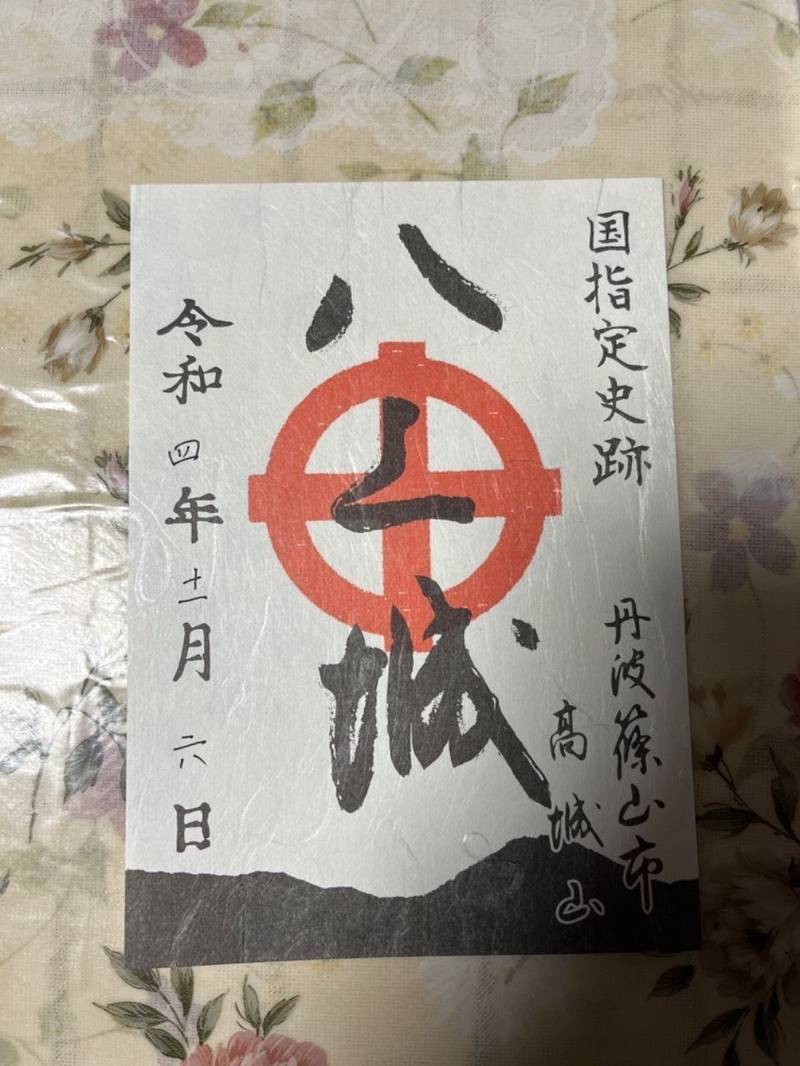 国指定史跡
丹波篠山市
高城山
八上城
令和四年十一月六日